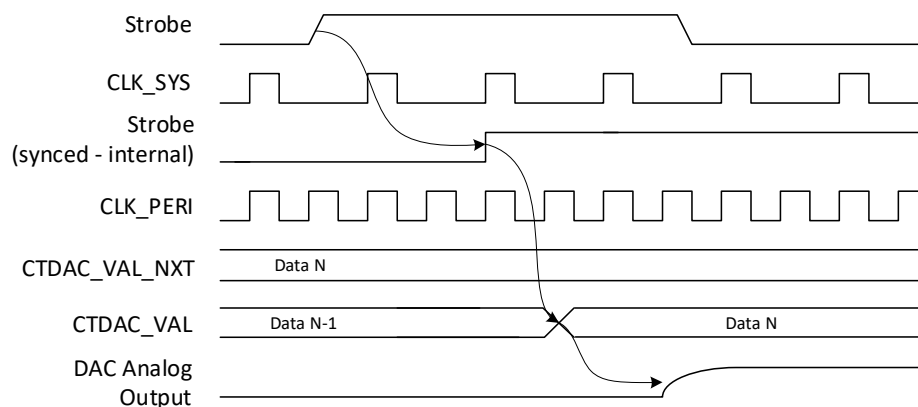 Strobe
CLK_SYS
Strobe
(synced - internal)
CLK_PERI
CTDAC_VAL_NXT
Data N
CTDAC_VAL
Data N-1
Data N
DAC Analog
Output